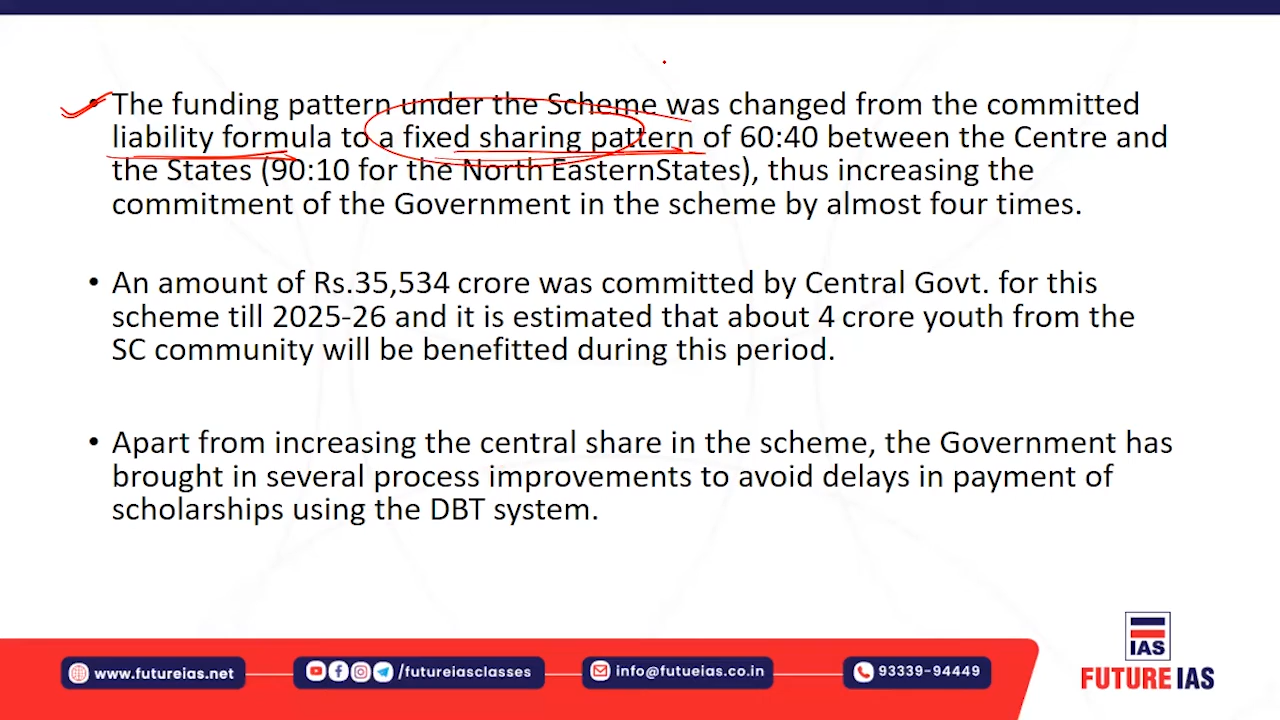 • The funding pattern under the Scheme was changed from the committed
liability formula to a fixed sharing pattern of 60:40 between the Centre and
the States (90:10 for the North EasternStates), thus increasing the
commitment of the Government in the scheme by almost four times.
• An amount of Rs.35,534 crore was committed by Central Govt. for this
scheme till 2025-26 and it is estimated that about 4 crore youth from the
SC community will be benefitted during this period.
• Apart from increasing the central share in the scheme, the Government has
brought in several process improvements to avoid delays in payment of
scholarships using the DBT system.
IAS
FUTURE IAS
www.futureias.net
/futureiasclasses
info@futueias.co.in
93339-94449